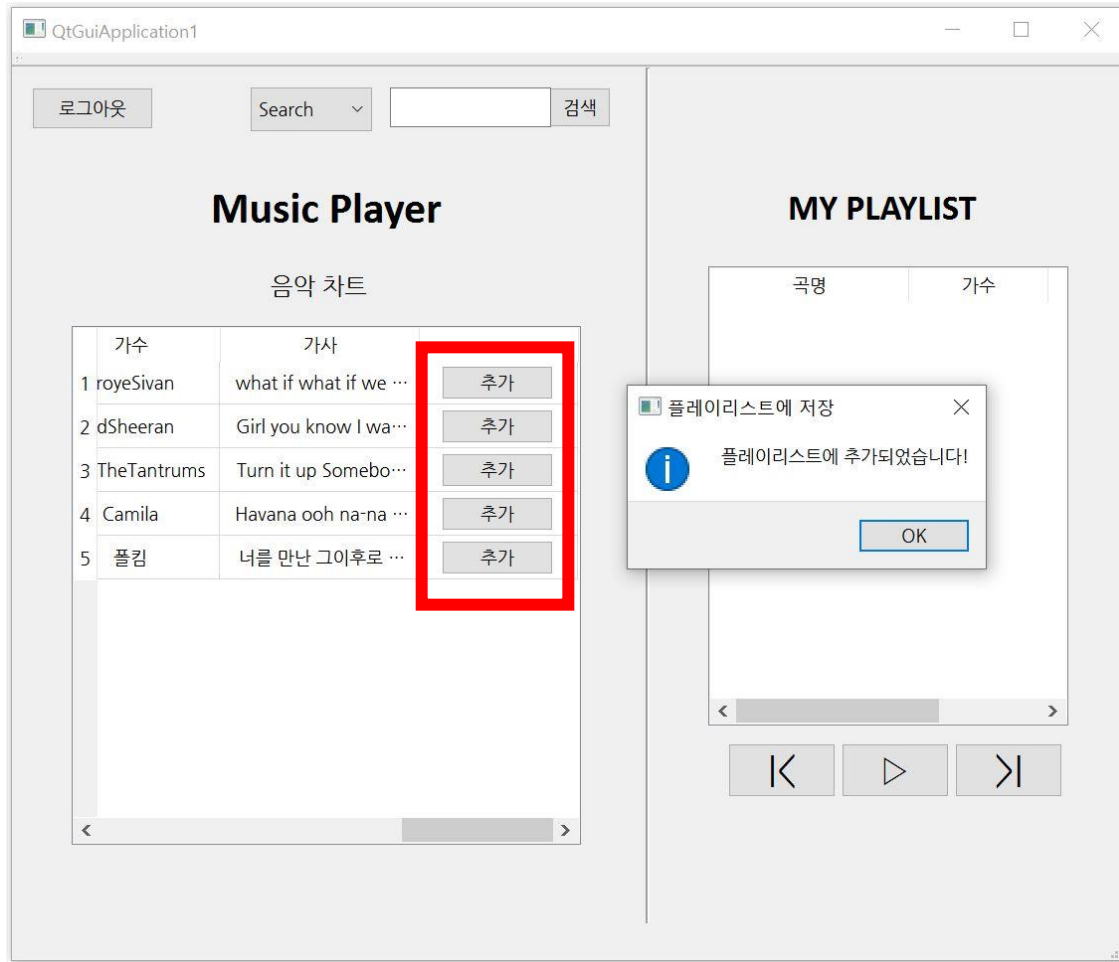 QtGuiApplication1
로그아웃 Search 검색
Music Player
음악 차트
가수 가사
1 royeSivan what if what if we ··· 추가
2 dSheeran Girl you know I wa··· 추가
3 TheTantrums Turn it up Somebo··· 추가
4 Camila Havana ooh na-na ··· 추가
5 폴킴 너를 만난 그이후로 ··· 추가
MY PLAYLIST
곡명 가수
플레이리스트에 저장
플레이리스트에 추가되었습니다!
OK